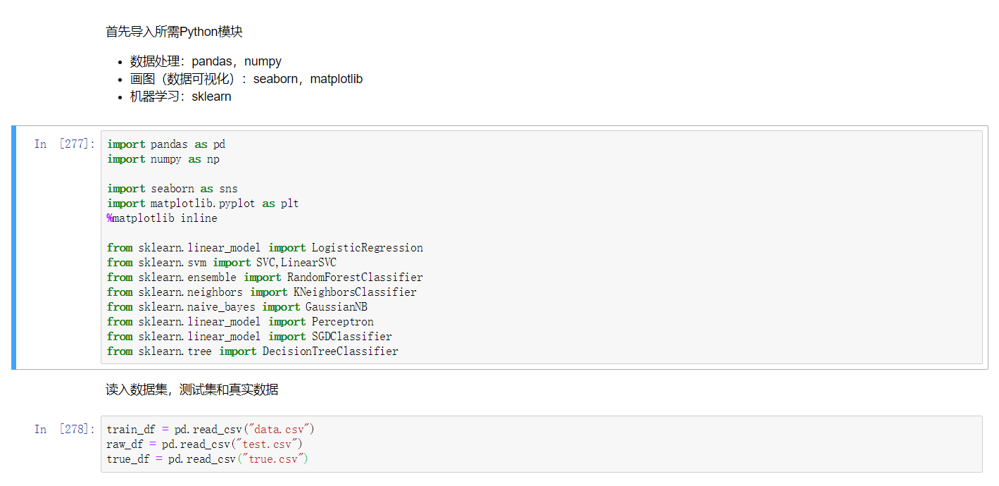 首先导入所需Python模块
• 数据处理：pandas，numpy
• 画图（数据可视化）：seaborn，matplotlib
• 机器学习：sklearn
In [277]:
import pandas as pd
import numpy as np
import seaborn as sns
import matplotlib.pyplot as plt
%matplotlib inline
from sklearn.linear_model import LogisticRegression
from sklearn.svm import SVC,LinearSVC
from sklearn.ensemble import RandomForestClassifier
from sklearn.neighbors import KNeighborsClassifier
from sklearn.naive_bayes import GaussianNB
from sklearn.linear_model import Perceptron
from sklearn.linear_model import SGDClassifier
from sklearn.tree import DecisionTreeClassifier
读入数据集，测试集和真实数据
In [278]:
train_df = pd.read_csv("data.csv")
raw_df = pd.read_csv("test.csv")
true_df = pd.read_csv("true.csv")